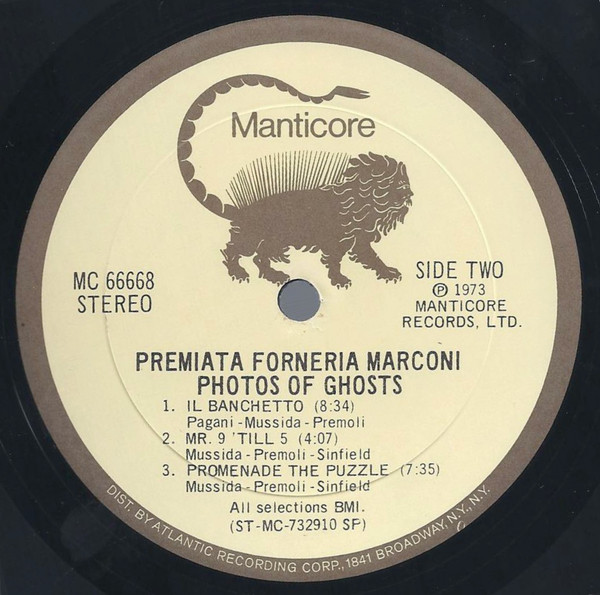 Manticore
MC 66668
STEREO
SIDE TWO
Ⓟ 1973
MANTICORE
RECORDS, LTD.
PREMIATA FORNERIA MARCONI
PHOTOS OF GHOSTS
1. IL BANCHETTO (8:34)
Pagani-Mussida-Premoli
2. MR. 9 'TILL 5 (4:07)
Mussida-Premoli-Sinfield
3. PROMENADE THE PUZZLE (7:35)
Mussida-Premoli-Sinfield
All selections BMI.
(ST-MC-732910 SP)
DIST. BY ATLANTIC RECORDING CORP., 1841 BROADWAY, N.Y., N.Y.